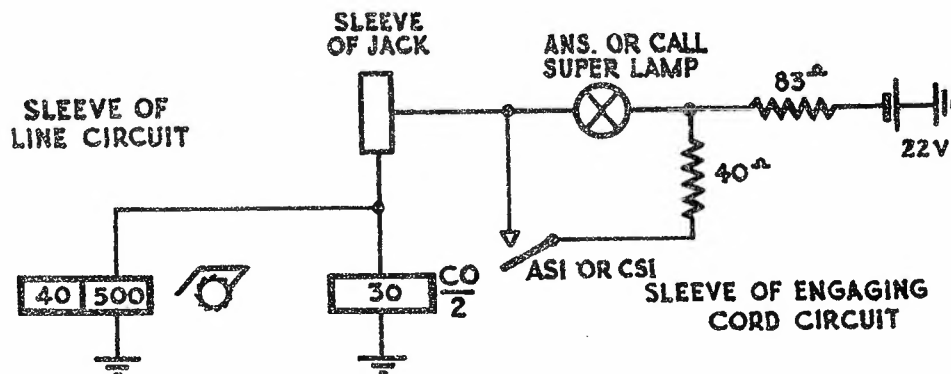 SLEEVE
OF JACK
ANS. OR CALL
SUPER LAMP
83Ω
SLEEVE OF
LINE CIRCUIT
22V
40Ω
ASI OR CSI
40 500
30
CO
2
SLEEVE OF ENGAGING
CORD CIRCUIT